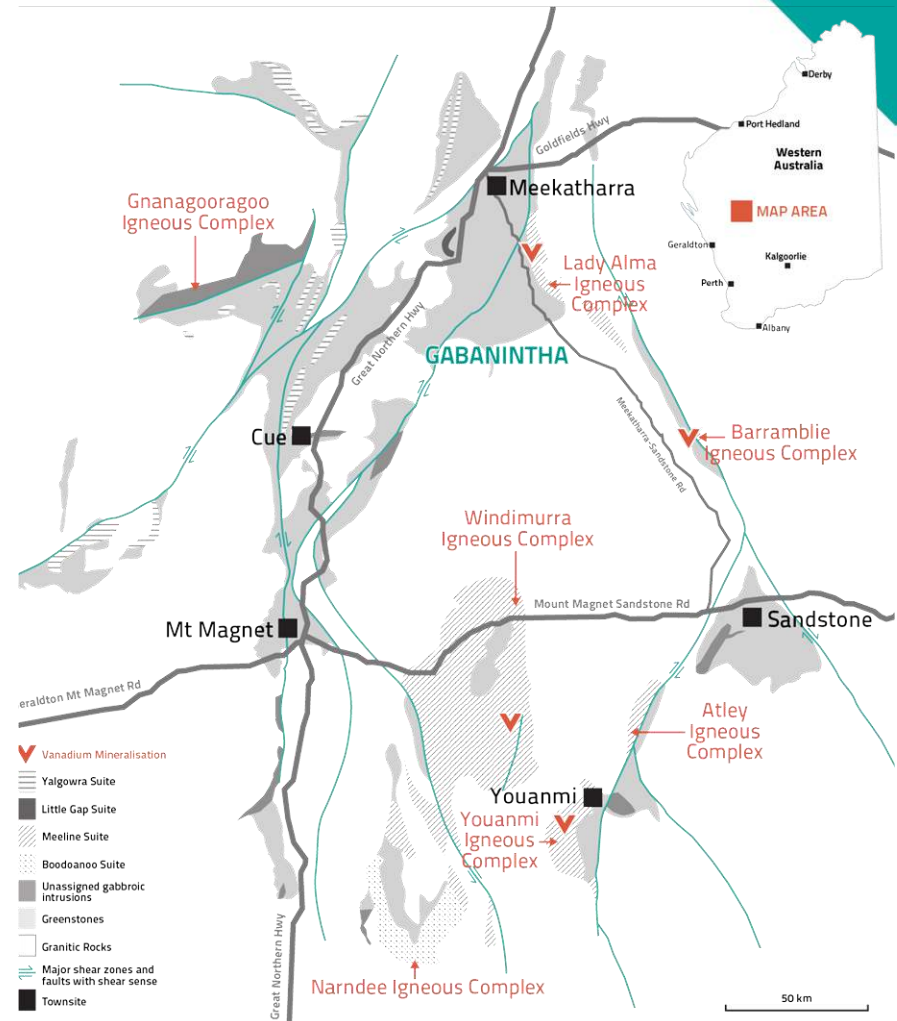 Derby
Port Hedland
Western
Australia
MAP AREA
Geraldton
Kalgoorlie
Perth
Albany
Goldfields Hwy
Meekatharra
Gnanagooragoo
Igneous Complex
Lady Alma
Igneous
Complex
Great Northern Hwy
GABANINTHA
Meekatharra-Sandstone Rd
Cue
Barramblie
Igneous Complex
Windimurra
Igneous Complex
Mount Magnet Sandstone Rd
Mt Magnet
Sandstone
eraldton Mt Magnet Rd
Atley
Igneous
Complex
Youanmi
Youanmi
Igneous
Complex
Vanadium Mineralisation
Yalgowra Suite
Little Gap Suite
Meeline Suite
Boodoanoo Suite
Unassigned gabbroic
intrusions
Greenstones
Granitic Rocks
Major shear zones and
faults with shear sense
Townsite
Great Northern Hwy
Narndee Igneous Complex
50 km